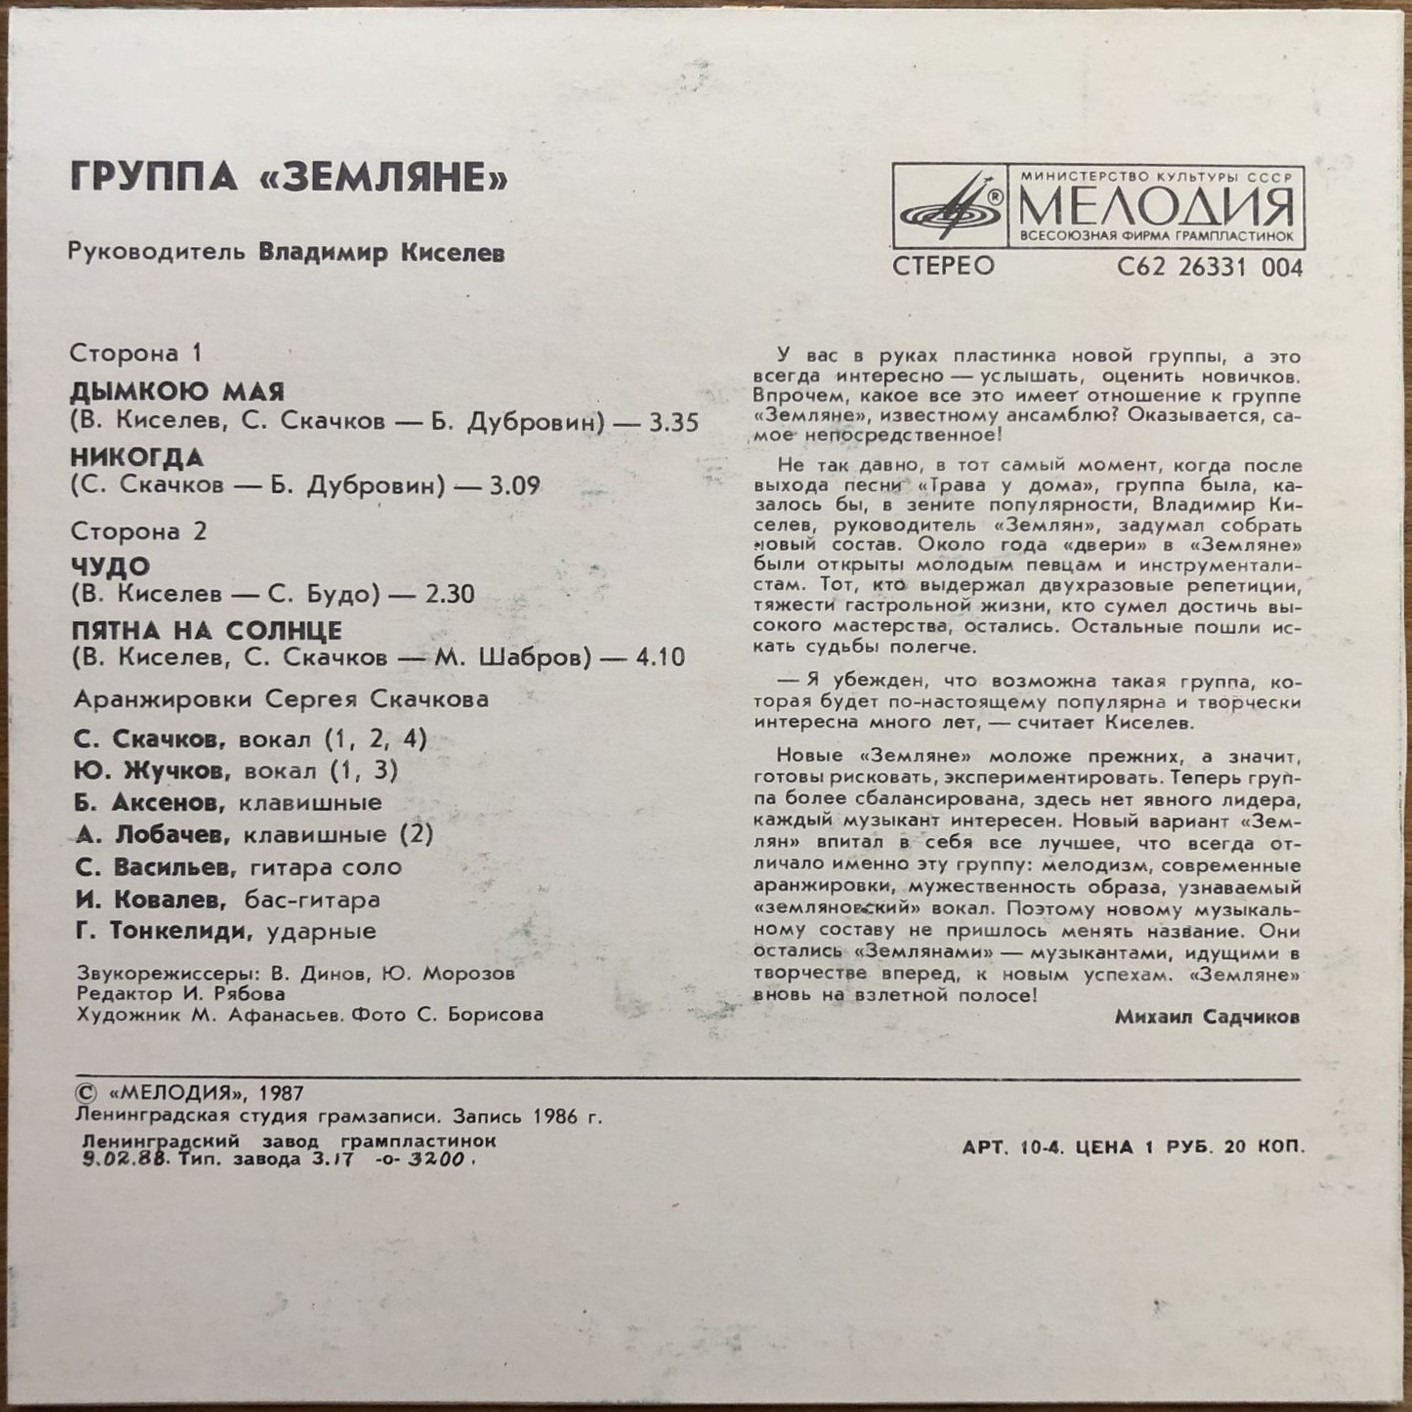 ГРУППА «ЗЕМЛЯНЕ»
Руководитель Владимир Киселев
МИНИСТЕРСТВО КУЛЬТУРЫ СССР
МЕЛОДИЯ
ВСЕСОЮЗНАЯ ФИРМА ГРАМПЛАСТИНОК
СТЕРЕО С62 26331 004
Сторона 1
ДЫМКОЮ МАЯ
(В. Киселев, С. Скачков — Б. Дубровин) — 3.35
НИКОГДА
(С. Скачков — Б. Дубровин) — 3.09
Сторона 2
ЧУДО
(В. Киселев — С. Будо) — 2.30
ПЯТНА НА СОЛНЦЕ
(В. Киселев, С. Скачков — М. Шабров) — 4.10
Аранжировки Сергея Скачкова
С. Скачков, вокал (1, 2, 4)
Ю. Жучков, вокал (1, 3)
Б. Аксенов, клавишные
А. Лобачев, клавишные (2)
С. Васильев, гитара соло
И. Ковалев, бас-гитара
Г. Тонкелиди, ударные
Звукорежиссеры: В. Динов, Ю. Морозов
Редактор И. Рябова
Художник М. Афанасьев. Фото С. Борисова
У вас в руках пластинка новой группы, а это
всегда интересно — услышать, оценить новичков.
Впрочем, какое все это имеет отношение к группе
«Земляне», известному ансамблю? Оказывается, са-
мое непосредственное!
Не так давно, в тот самый момент, когда после
выхода песни «Трава у дома», группа была, ка-
залось бы, в зените популярности, Владимир Ки-
селев, руководитель «Землян», задумал собрать
новый состав. Около года «двери» в «Земляне»
были открыты молодым певцам и инструментали-
стам. Тот, кто выдержал двухразовые репетиции,
тяжести гастрольной жизни, кто сумел достичь вы-
сокого мастерства, остались. Остальные пошли ис-
кать судьбы полегче.
— Я убежден, что возможна такая группа, ко-
торая будет по-настоящему популярна и творчески
интересна много лет, — считает Киселев.
Новые «Земляне» моложе прежних, а значит,
готовы рисковать, экспериментировать. Теперь груп-
па более сбалансирована, здесь нет явного лидера,
каждый музыкант интересен. Новый вариант «Зем-
лян» впитал в себя все лучшее, что всегда от-
личало именно эту группу: мелодизм, современные
аранжировки, мужественность образа, узнаваемый
«земляновский» вокал. Поэтому новому музыкаль-
ному составу не пришлось менять название. Они
остались «Землянами» — музыкантами, идущими в
творчестве вперед, к новым успехам. «Земляне»
вновь на взлетной полосе!
Михаил Садчиков
© «МЕЛОДИЯ», 1987
Ленинградская студия грамзаписи. Запись 1986 г.
Ленинградский завод грампластинок
9.02.88. Тип. завода З.17 -о- 3200.
АРТ. 10-4. ЦЕНА 1 РУБ. 20 КОП.